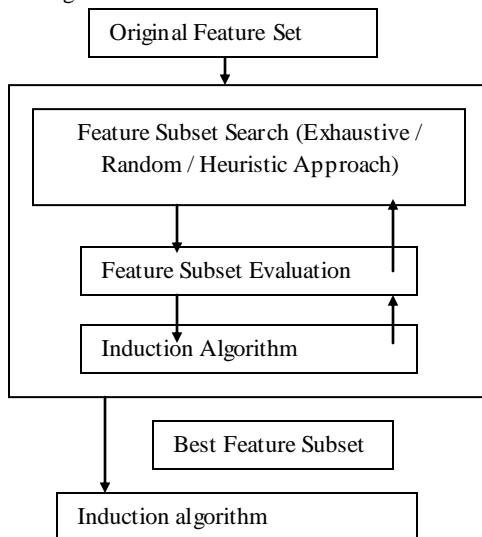 Original Feature Set
Feature Subset Search (Exhaustive /
Random / Heuristic Approach)
Feature Subset Evaluation
Induction Algorithm
Best Feature Subset
Induction algorithm